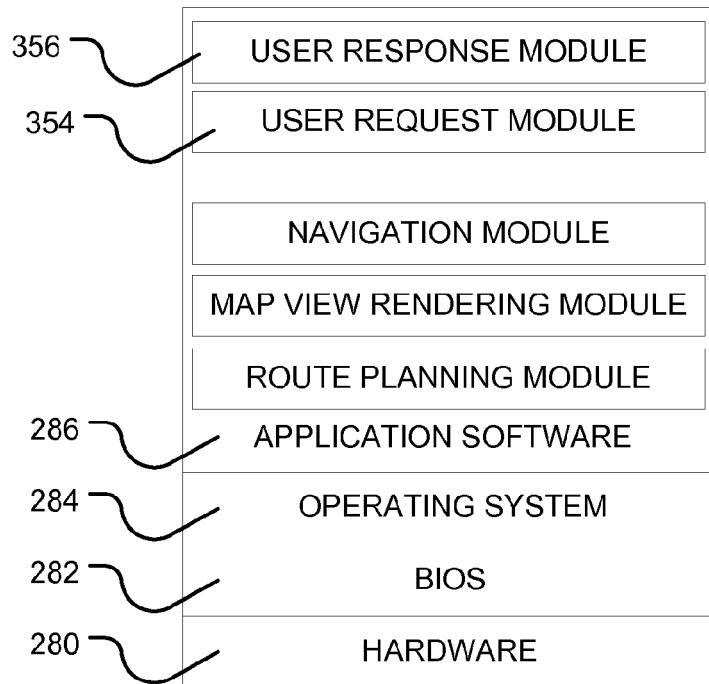 356 USER RESPONSE MODULE
354 USER REQUEST MODULE
NAVIGATION MODULE
MAP VIEW RENDERING MODULE
ROUTE PLANNING MODULE
286 APPLICATION SOFTWARE
284 OPERATING SYSTEM
282 BIOS
280 HARDWARE